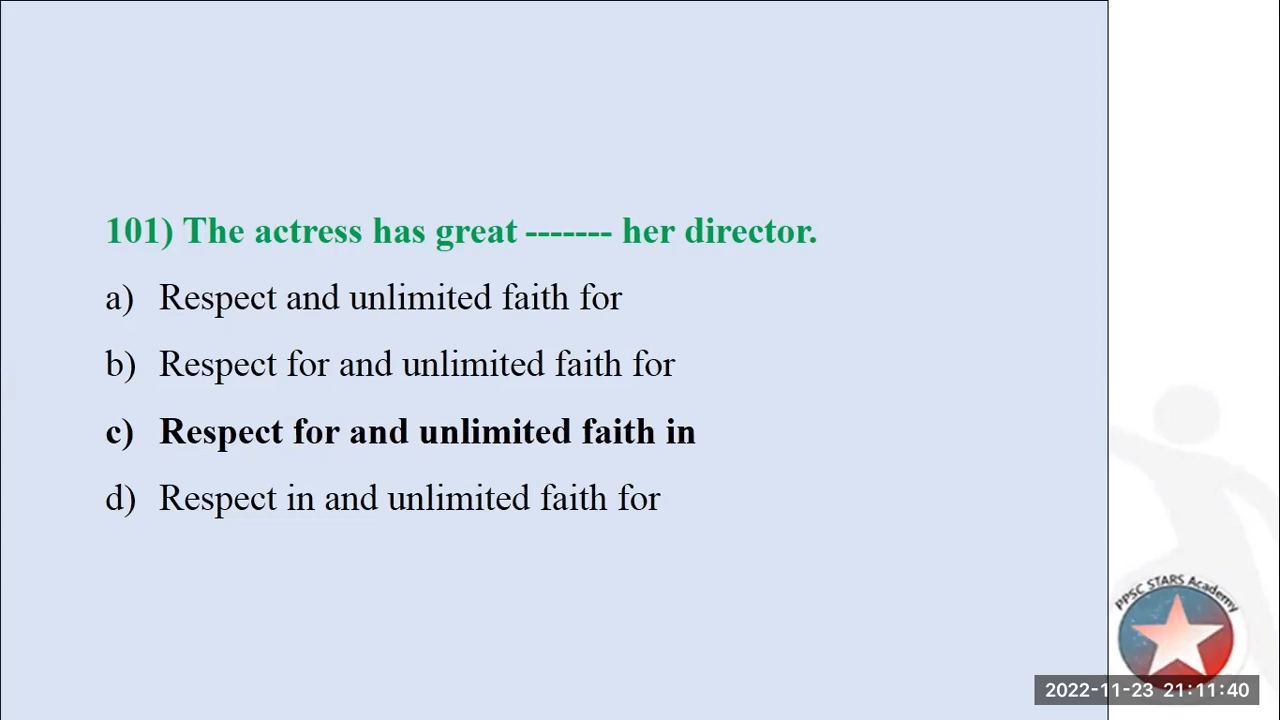 101) The actress has great ------- her director.
a) Respect and unlimited faith for
b) Respect for and unlimited faith for
c) Respect for and unlimited faith in
d) Respect in and unlimited faith for
PPSC STARS Academy
2022-11-23 21:11:40